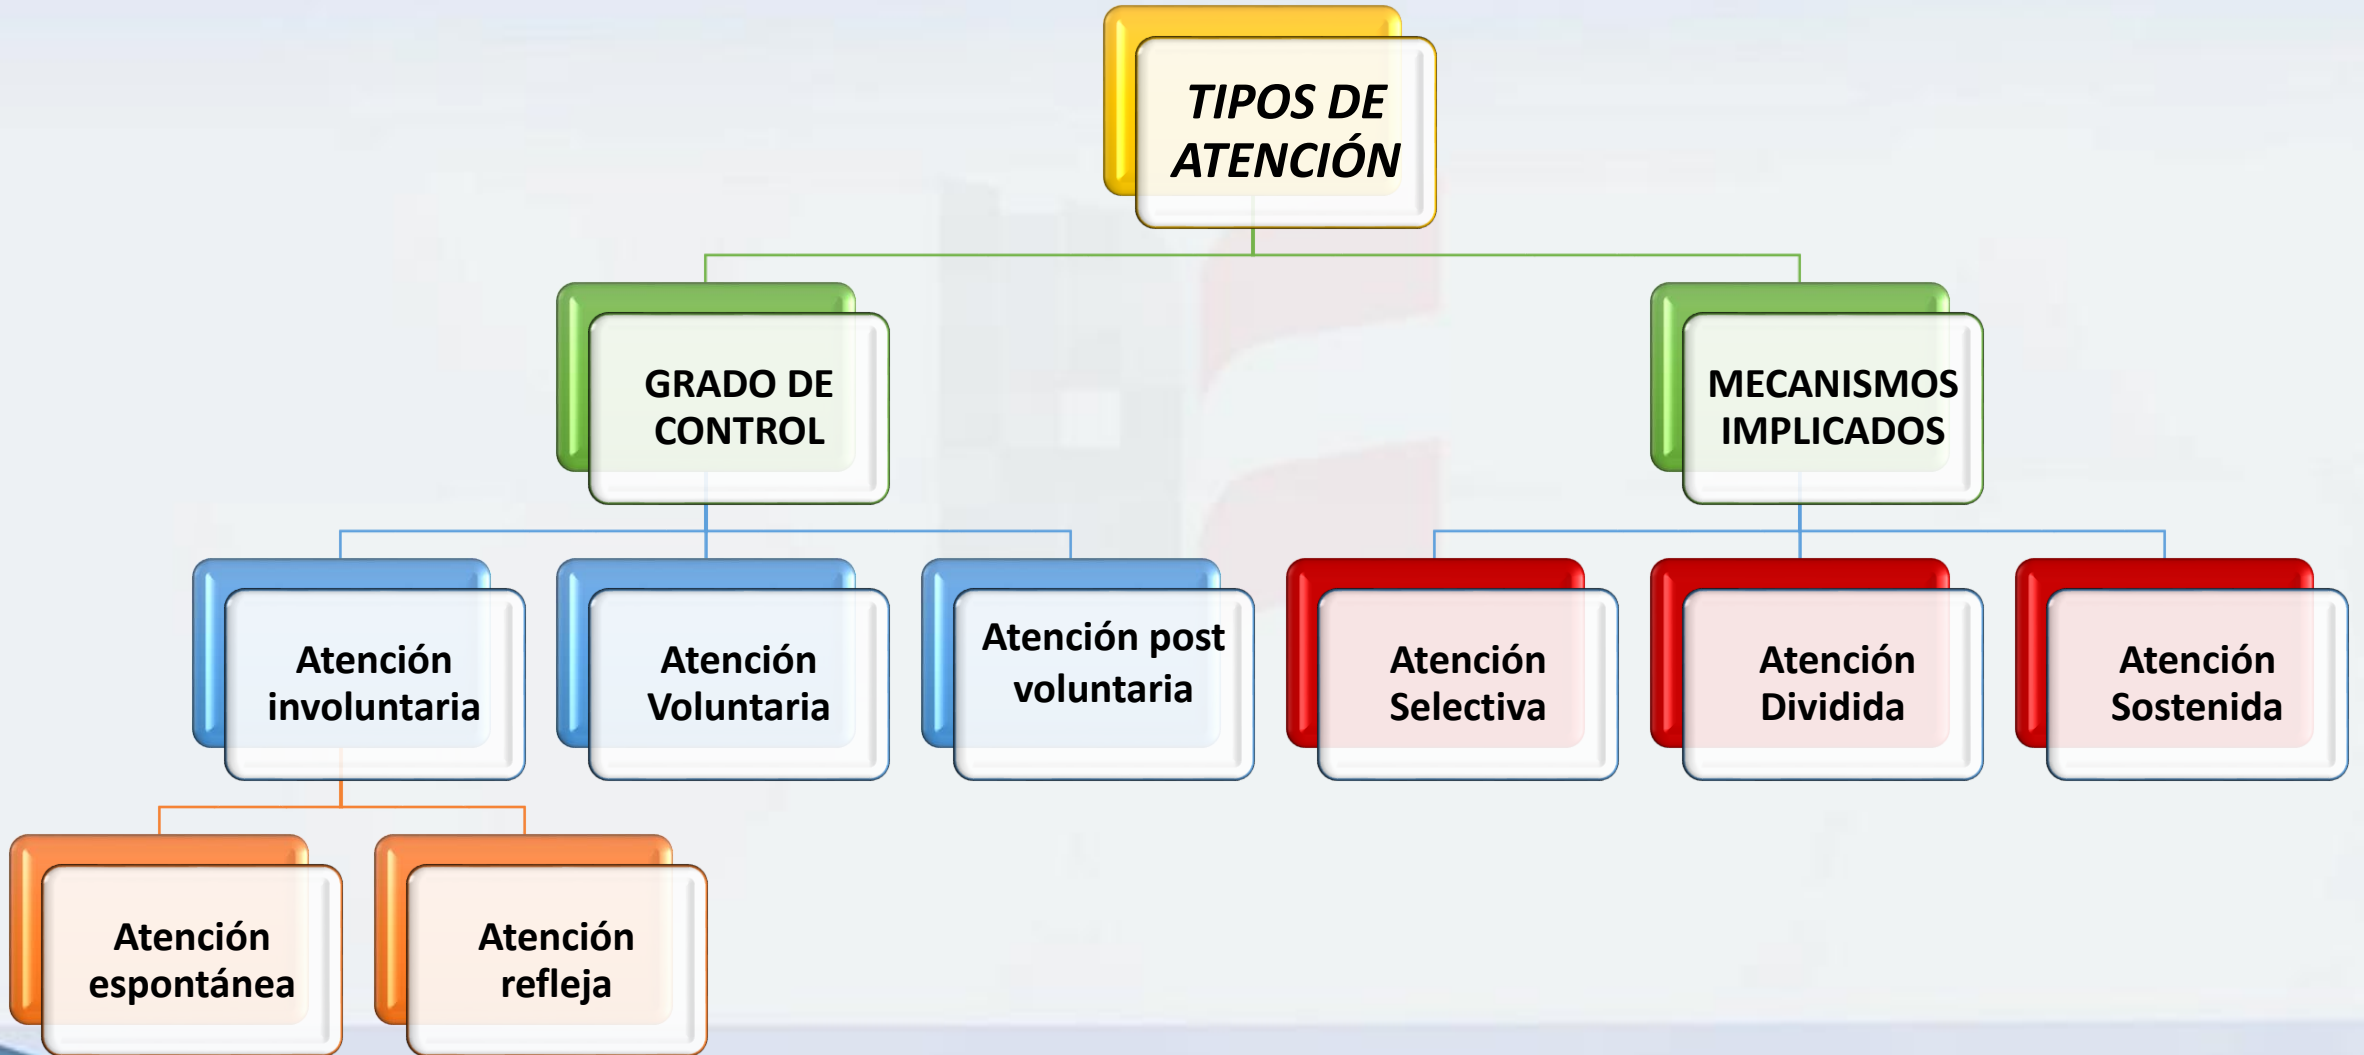 TIPOS DE
ATENCIÓN
GRADO DE
CONTROL
MECANISMOS
IMPLICADOS
Atención
involuntaria
Atención
Voluntaria
Atención post
voluntaria
Atención
Selectiva
Atención
Dividida
Atención
Sostenida
Atención
espontánea
Atención
refleja